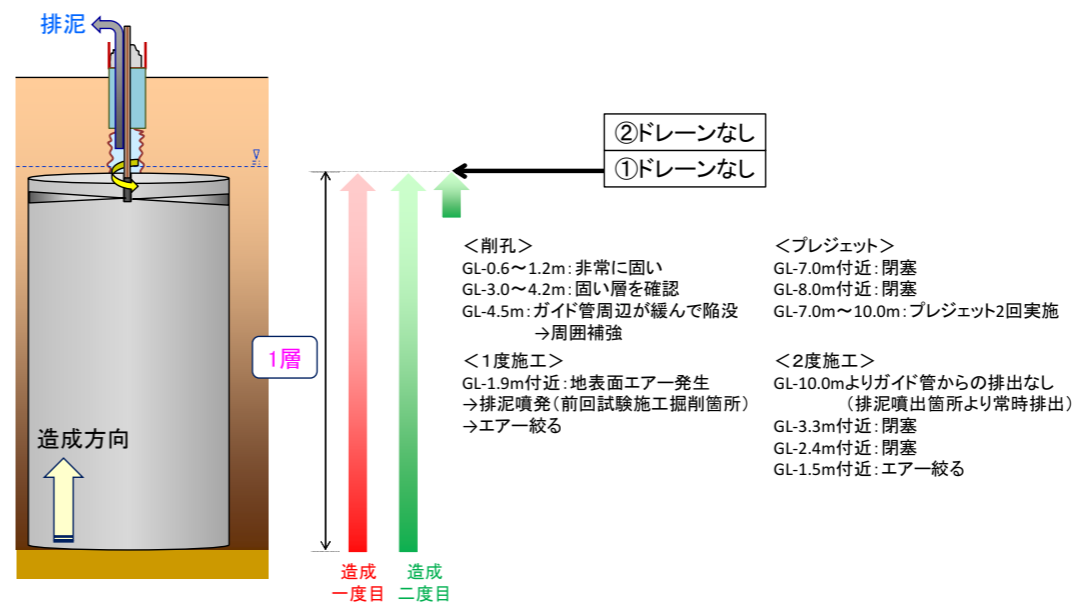 排泥
②ドレーンなし
①ドレーンなし
1層
造成方向
造成
一度目
造成
二度目
＜削孔＞
GL-0.6～1.2m：非常に固い
GL-3.0～4.2m：固い層を確認
GL-4.5m：ガイド管周辺が緩んで陥没
→周囲補強
＜１度施工＞
GL-1.9m付近：地表面エアー発生
→排泥噴発（前回試験施工掘削箇所）
→エアー絞る
＜プレジェット＞
GL-7.0m付近：閉塞
GL-8.0m付近：閉塞
GL-7.0m～10.0m：プレジェット2回実施
＜２度施工＞
GL-10.0mよりガイド管からの排出なし
（排泥噴出箇所より常時排出）
GL-3.3m付近：閉塞
GL-2.4m付近：閉塞
GL-1.5m付近：エアー絞る